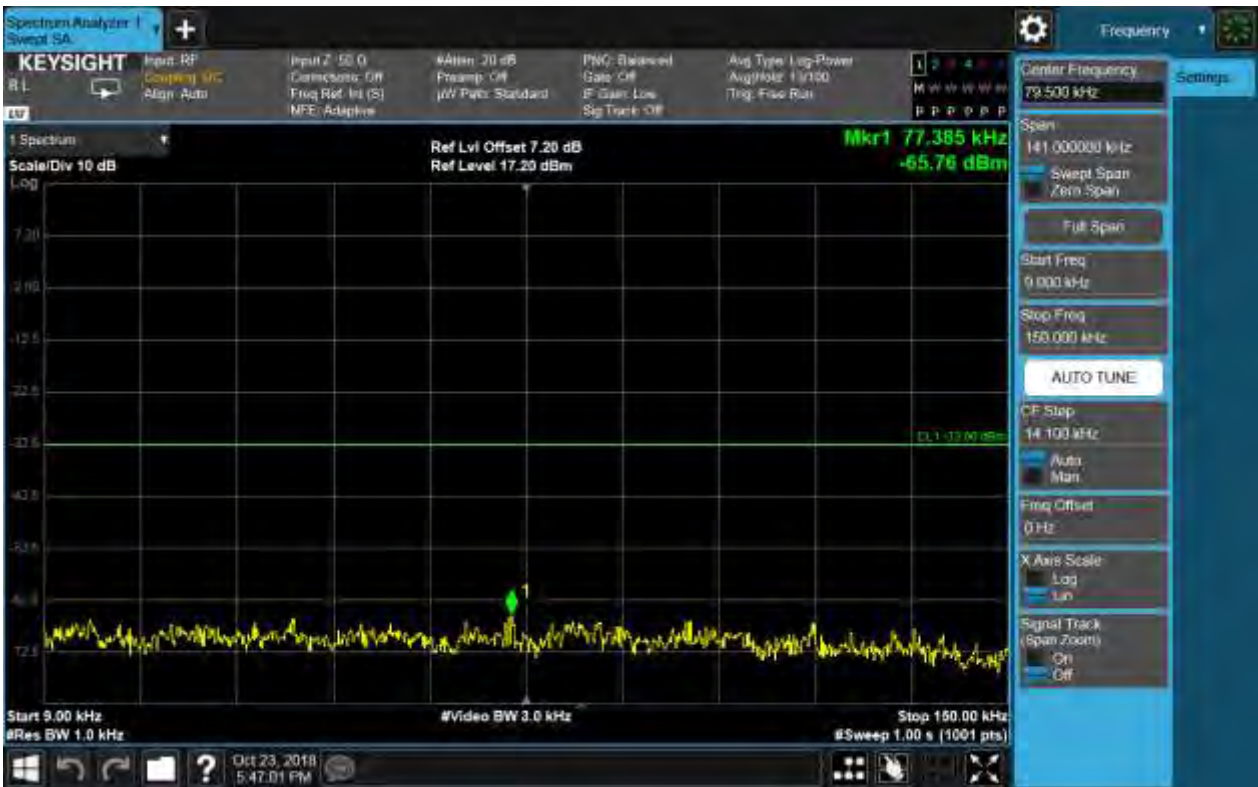 Spectrum Analyzer 1
Swept SA
Frequency
KEYSIGHT
Input: RF
Input Z: 50 Ω
#Atten: 20 dB
PNO: Balanced
Avg Type: Log-Power
1 2 3 4 5 6
RL
Coupling: DC
Corrections: Off
Preamp: Off
Gate: Off
Avg|Hold: 13/100
M W W W W W
Align: Auto
Freq Ref: Int (S)
µW Path: Standard
IF Gain: Low
Trig: Free Run
LW
NFE: Adaptive
Sig Track: Off
P P P P P P
1 Spectrum
Ref Lvl Offset 7.20 dB
Mkr1 77.385 kHz
Scale/Div 10 dB
Ref Level 17.20 dBm
-65.76 dBm
Log
7.20
-2.80
-12.8
-22.8
DL1 -33.00 dBm
-32.8
-42.8
-52.8
-62.8
1
-72.8
Start 9.00 kHz
#Video BW 3.0 kHz
Stop 150.00 kHz
#Res BW 1.0 kHz
#Sweep 1.00 s (1001 pts)
Oct 23, 2018
5:47:01 PM
Center Frequency
79.500 kHz
Settings
Span
141.000000 kHz
Swept Span
Zero Span
Full Span
Start Freq
9.000 kHz
Stop Freq
150.000 kHz
AUTO TUNE
CF Step
14.100 kHz
Auto
Man
Freq Offset
0 Hz
X Axis Scale
Log
Lin
Signal Track
(Span Zoom)
On
Off